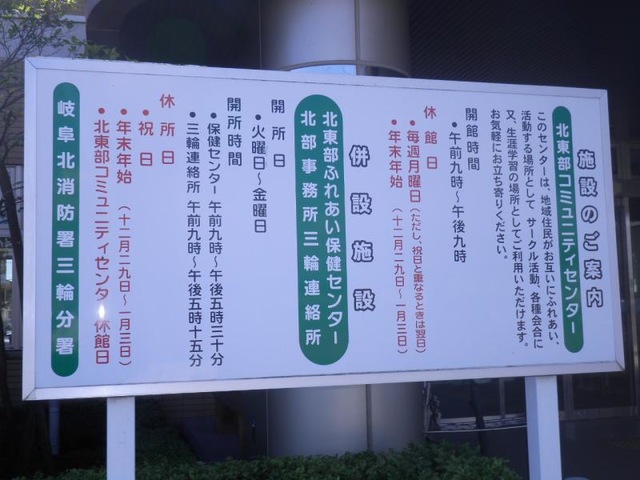 施設のご案内
北東部コミュニティセンター
このセンターは、地域住民がお互いにふれあい、
活動する場所として サークル活動、各種会合に
又、生涯学習の場所としてご利用いただけます。
お気軽にお立ち寄りください。
開館時間
●午前九時～午後九時
休館日
●毎週月曜日(ただし、祝日と重なるときは翌日)
●年末年始 (十二月二九日～一月三日)
併設施設
北東部ふれあい保健センター
北部事務所三輪連絡所
開所日
●火曜日～金曜日
開所時間
●保健センター 午前九時～午後五時三十分
●三輪連絡所 午前九時～午後五時十五分
休所日
●祝日
●年末年始 (十二月二九日～一月三日)
●北東部コミュニティセンター休館日
岐阜北消防署三輪分署